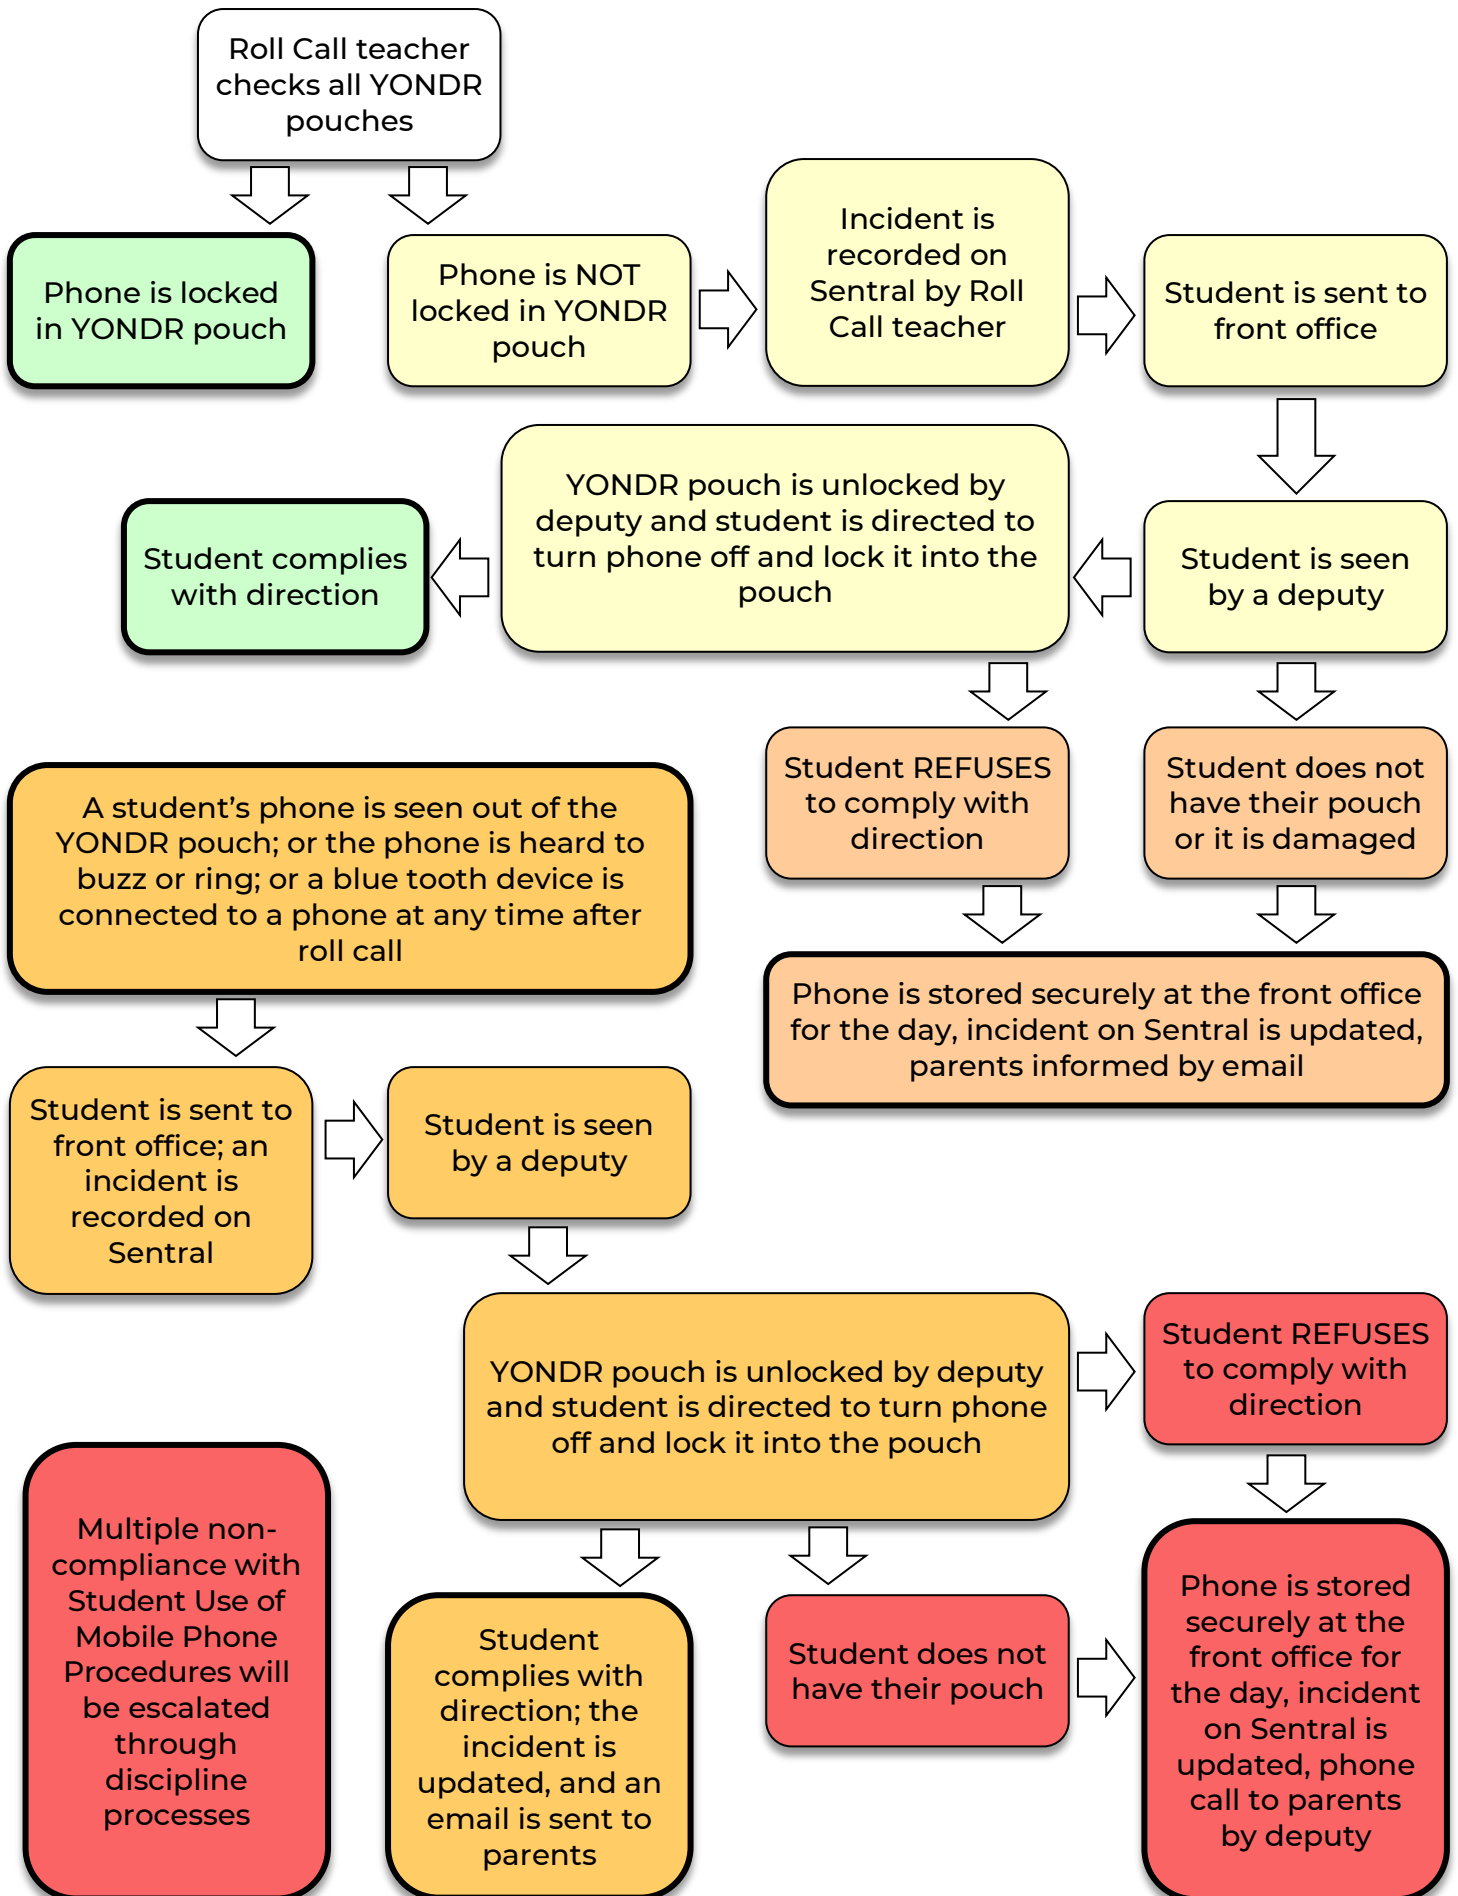 Roll Call teacher
checks all YONDR
pouches
Phone is locked
in YONDR pouch
Phone is NOT
locked in YONDR
pouch
Incident is
recorded on
Sentral by Roll
Call teacher
Student is sent to
front office
Student complies
with direction
YONDR pouch is unlocked by
deputy and student is directed to
turn phone off and lock it into the
pouch
Student is seen
by a deputy
Student REFUSES
to comply with
direction
Student does not
have their pouch
or it is damaged
Phone is stored securely at the front office
for the day, incident on Sentral is updated,
parents informed by email
A student’s phone is seen out of the
YONDR pouch; or the phone is heard to
buzz or ring; or a blue tooth device is
connected to a phone at any time after
roll call
Student is sent to
front office; an
incident is
recorded on
Sentral
Student is seen
by a deputy
YONDR pouch is unlocked by deputy
and student is directed to turn phone
off and lock it into the pouch
Student REFUSES
to comply with
direction
Multiple non-
compliance with
Student Use of
Mobile Phone
Procedures will
be escalated
through
discipline
processes
Student
complies with
direction; the
incident is
updated, and an
email is sent to
parents
Student does not
have their pouch
Phone is stored
securely at the
front office for
the day, incident
on Sentral is
updated, phone
call to parents
by deputy